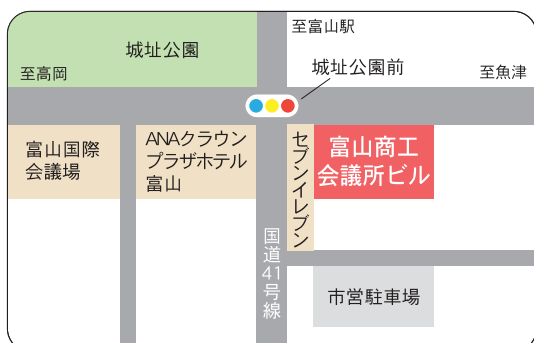 至富山駅
城址公園
城址公園前
至高岡
至魚津
富山国際
会議場
ANAクラウン
プラザホテル
富山
セブンイレブン
富山商工
会議所ビル
国道41号線
市営駐車場